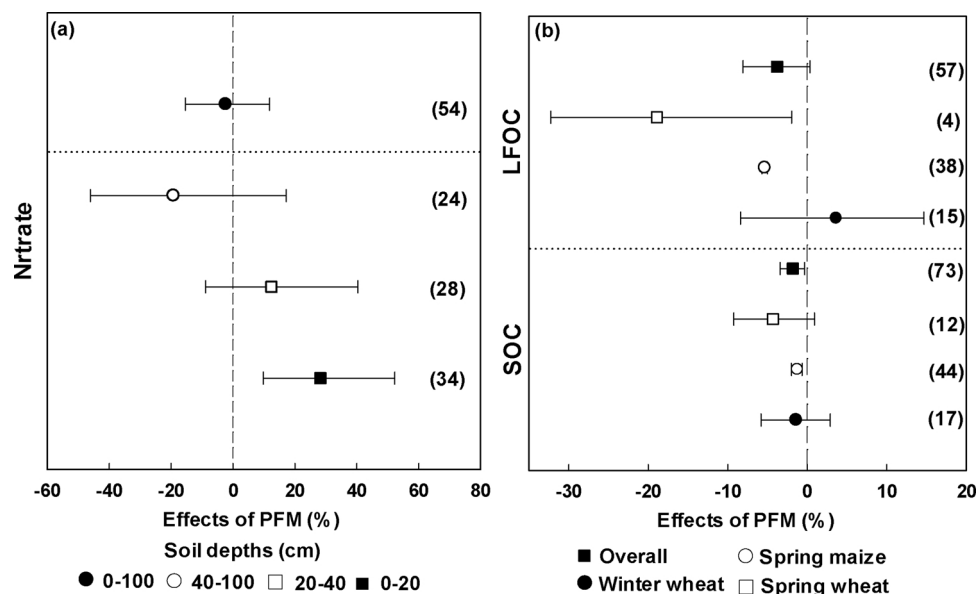 (a)
(54)
(24)
(28)
(34)
Nrtrate
-60 -40 -20 0 20 40 60 80
Effects of PFM (%)
Soil depths (cm)
0-100 40-100 20-40 0-20
(b)
(57)
(4)
(38)
(15)
(73)
(12)
(44)
(17)
LFOC
SOC
-30 -20 -10 0 10 20
Effects of PFM (%)
Overall Spring maize
Winter wheat Spring wheat